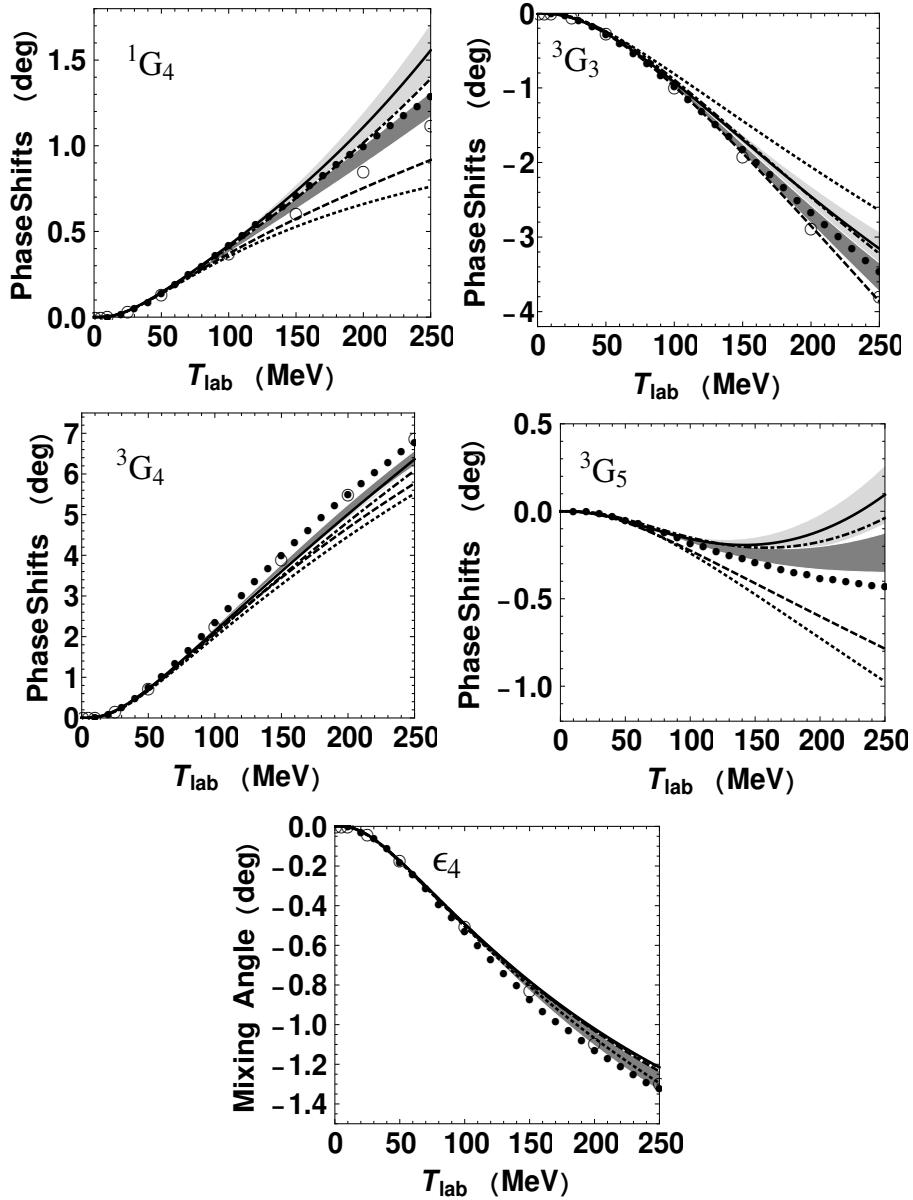 ¹G₄
Phase Shifts (deg)
1.5
1.0
0.5
0.0
0 50 100 150 200 250
T_lab (MeV)
³G₃
Phase Shifts (deg)
0
−1
−2
−3
−4
0 50 100 150 200 250
T_lab (MeV)
³G₄
Phase Shifts (deg)
7
6
5
4
3
2
1
0
0 50 100 150 200 250
T_lab (MeV)
³G₅
Phase Shifts (deg)
0.5
0.0
−0.5
−1.0
0 50 100 150 200 250
T_lab (MeV)
ϵ₄
Mixing Angle (deg)
0.0
−0.2
−0.4
−0.6
−0.8
−1.0
−1.2
−1.4
0 50 100 150 200 250
T_lab (MeV)